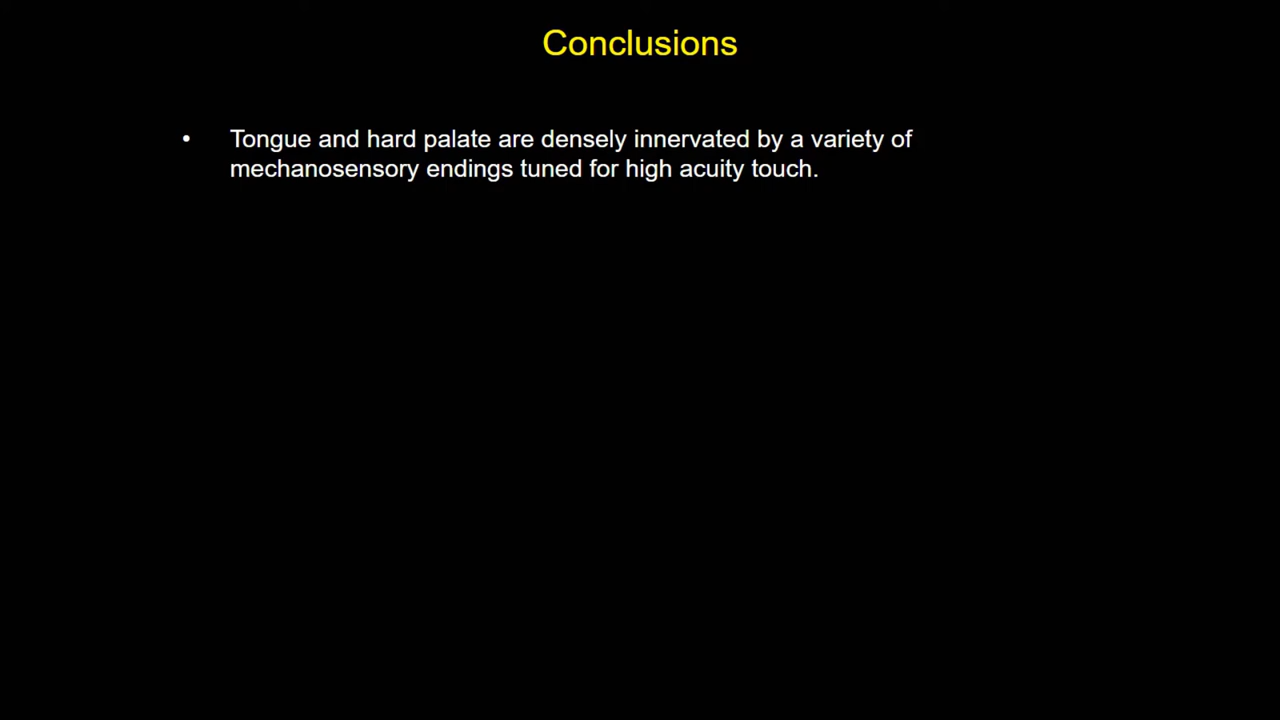 Conclusions
• Tongue and hard palate are densely innervated by a variety of
mechanosensory endings tuned for high acuity touch.